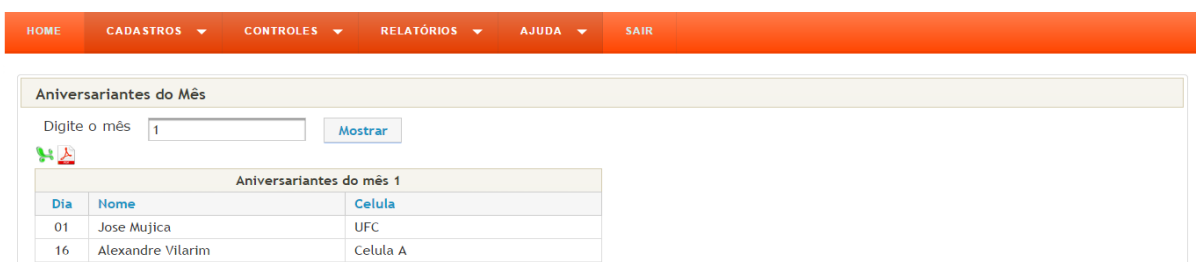 HOME CADASTROS CONTROLES RELATÓRIOS AJUDA SAIR
Aniversariantes do Mês
Digite o mês 1 Mostrar
Aniversariantes do mês 1
Dia Nome Celula
01 Jose Mujica UFC
16 Alexandre Vilarim Celula A